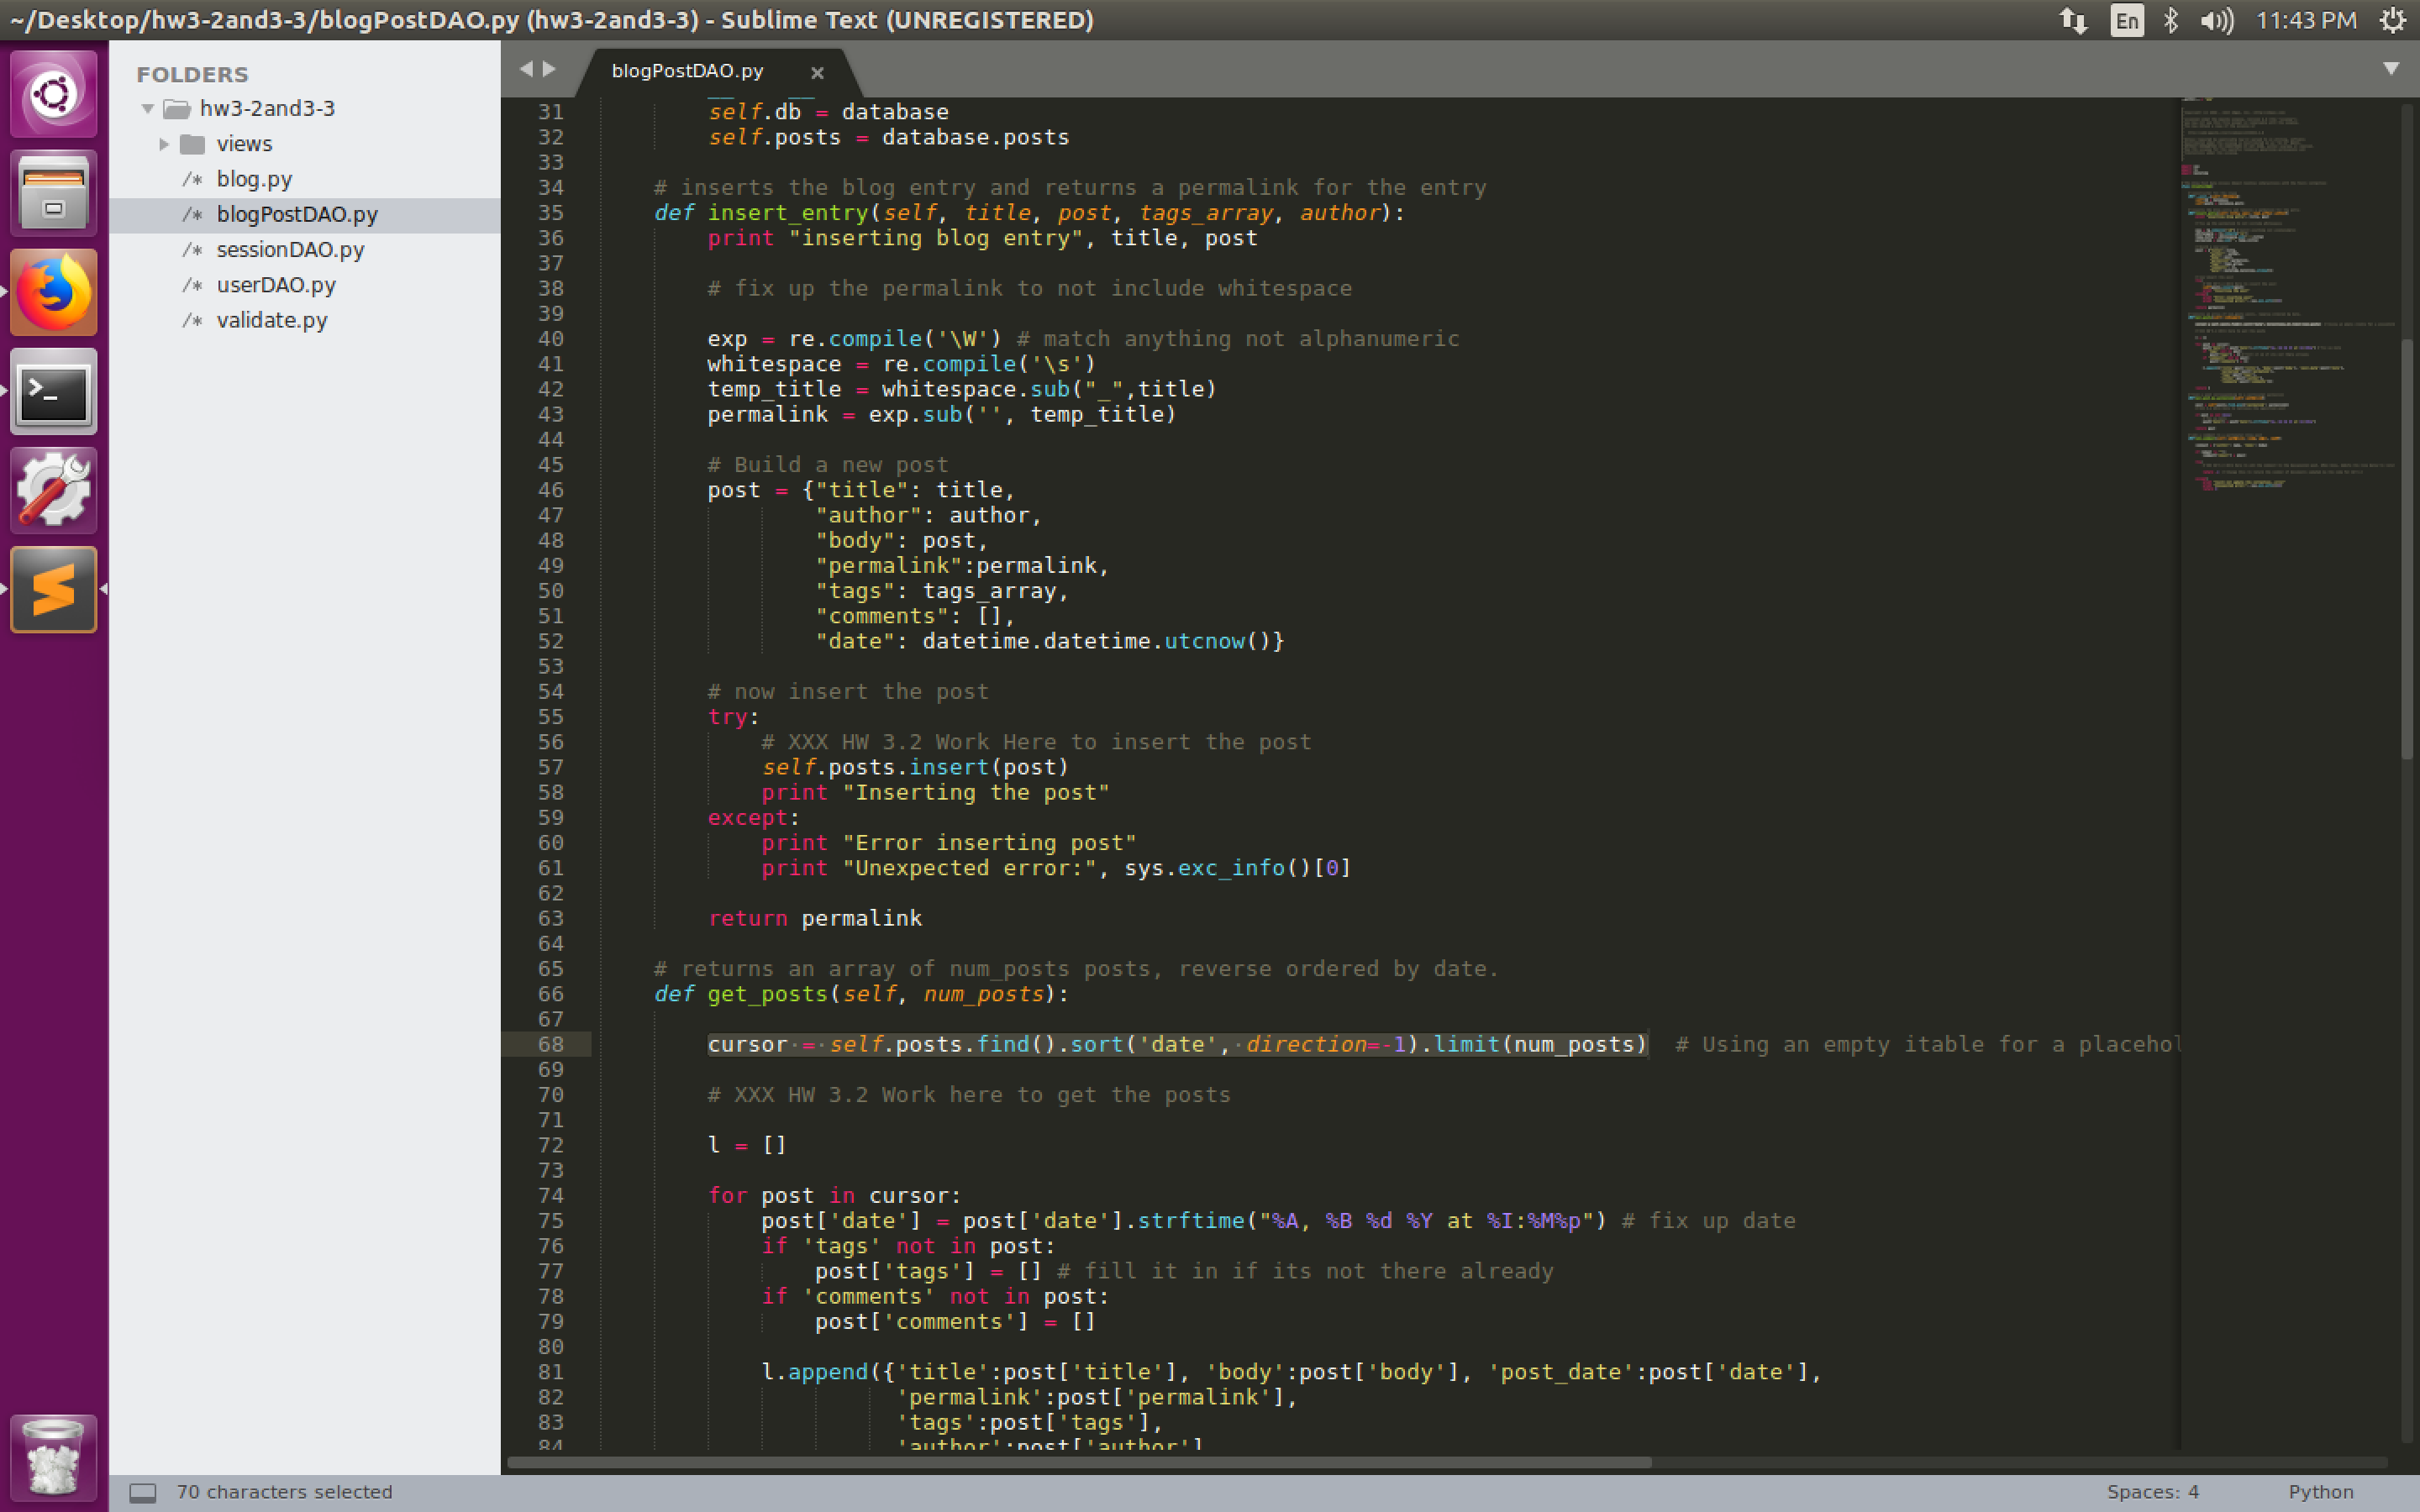 ~/Desktop/hw3-2and3-3/blogPostDAO.py (hw3-2and3-3) - Sublime Text (UNREGISTERED)
En
11:43 PM
FOLDERS
hw3-2and3-3
views
/* blog.py
/* blogPostDAO.py
/* sessionDAO.py
/* userDAO.py
/* validate.py
blogPostDAO.py ×
31 self.db = database
32 self.posts = database.posts
33
34 # inserts the blog entry and returns a permalink for the entry
35 def insert_entry(self, title, post, tags_array, author):
36 print "inserting blog entry", title, post
37
38 # fix up the permalink to not include whitespace
39
40 exp = re.compile('\W') # match anything not alphanumeric
41 whitespace = re.compile('\s')
42 temp_title = whitespace.sub("_",title)
43 permalink = exp.sub('', temp_title)
44
45 # Build a new post
46 post = {"title": title,
47 "author": author,
48 "body": post,
49 "permalink":permalink,
50 "tags": tags_array,
51 "comments": [],
52 "date": datetime.datetime.utcnow()}
53
54 # now insert the post
55 try:
56 # XXX HW 3.2 Work Here to insert the post
57 self.posts.insert(post)
58 print "Inserting the post"
59 except:
60 print "Error inserting post"
61 print "Unexpected error:", sys.exc_info()[0]
62
63 return permalink
64
65 # returns an array of num_posts posts, reverse ordered by date.
66 def get_posts(self, num_posts):
67
68 cursor = self.posts.find().sort('date', direction=-1).limit(num_posts) # Using an empty itable for a placehol
69
70 # XXX HW 3.2 Work here to get the posts
71
72 l = []
73
74 for post in cursor:
75 post['date'] = post['date'].strftime("%A, %B %d %Y at %I:%M%p") # fix up date
76 if 'tags' not in post:
77 post['tags'] = [] # fill it in if its not there already
78 if 'comments' not in post:
79 post['comments'] = []
80
81 l.append({'title':post['title'], 'body':post['body'], 'post_date':post['date'],
82 'permalink':post['permalink'],
83 'tags':post['tags'],
84 'author':post['author']
70 characters selected
Spaces: 4
Python